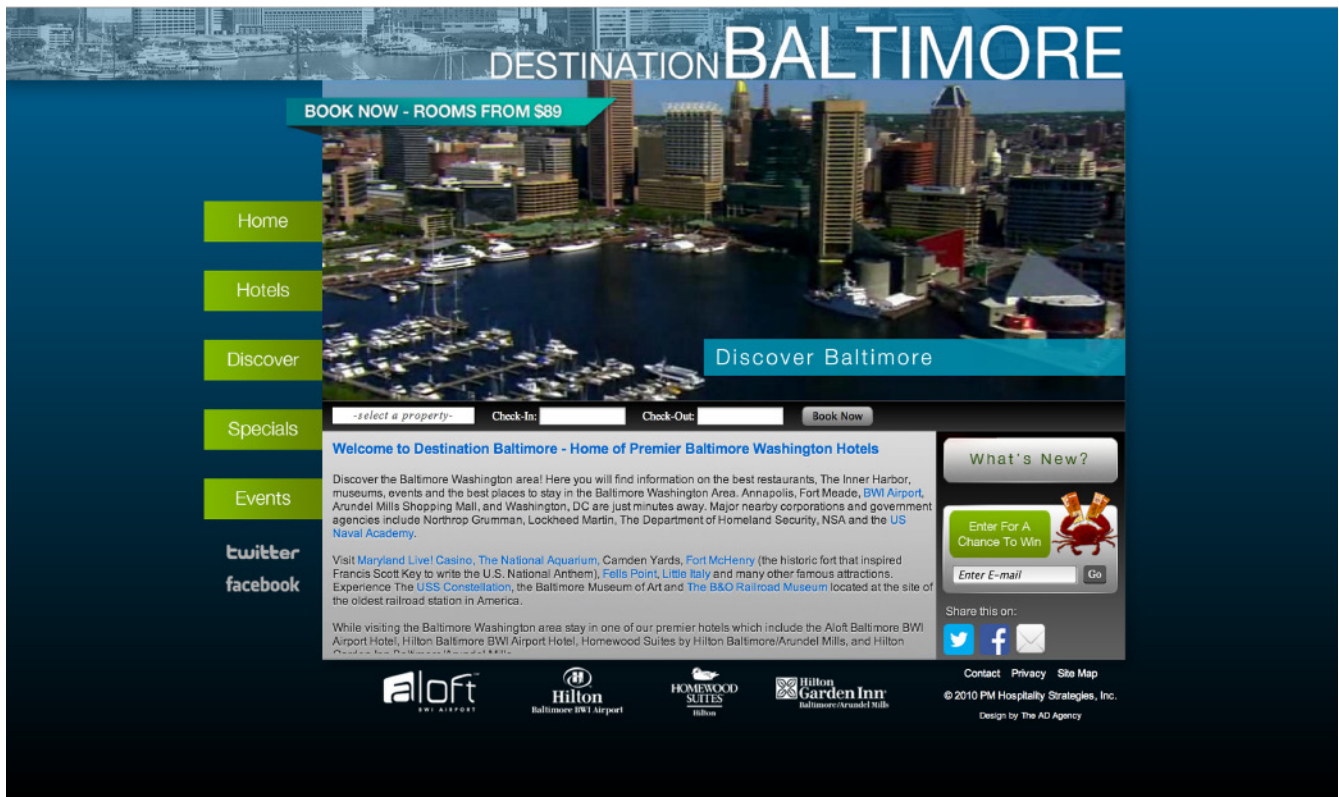 DESTINATION BALTIMORE
BOOK NOW - ROOMS FROM $89
Home
Hotels
Discover
Specials
Events
twitter
facebook
Discover Baltimore
-select a property-
Check-In:
Check-Out:
Book Now
Welcome to Destination Baltimore - Home of Premier Baltimore Washington Hotels
Discover the Baltimore Washington area! Here you will find information on the best restaurants, The Inner Harbor,
museums, events and the best places to stay in the Baltimore Washington Area. Annapolis, Fort Meade, BWI Airport,
Arundel Mills Shopping Mall, and Washington, DC are just minutes away. Major nearby corporations and government
agencies include Northrop Grumman, Lockheed Martin, The Department of Homeland Security, NSA and the US
Naval Academy.
Visit Maryland Live! Casino, The National Aquarium, Camden Yards, Fort McHenry (the historic fort that inspired
Francis Scott Key to write the U.S. National Anthem), Fells Point, Little Italy and many other famous attractions.
Experience The USS Constellation, the Baltimore Museum of Art and The B&O Railroad Museum located at the site of
the oldest railroad station in America.
While visiting the Baltimore Washington area stay in one of our premier hotels which include the Aloft Baltimore BWI
Airport Hotel, Hilton Baltimore BWI Airport Hotel, Homewood Suites by Hilton Baltimore/Arundel Mills, and Hilton
Garden Inn Baltimore/Arundel Mills
What's New?
Enter For A
Chance To Win
Enter E-mail
Go
Share this on:
aloft
BWI AIRPORT
Hilton
Baltimore BWI Airport
HOMEWOOD
SUITES
Hilton
Hilton
Garden Inn
Baltimore/Arundel Mills
Contact Privacy Site Map
© 2010 PM Hospitality Strategies, Inc.
Design by The AD Agency